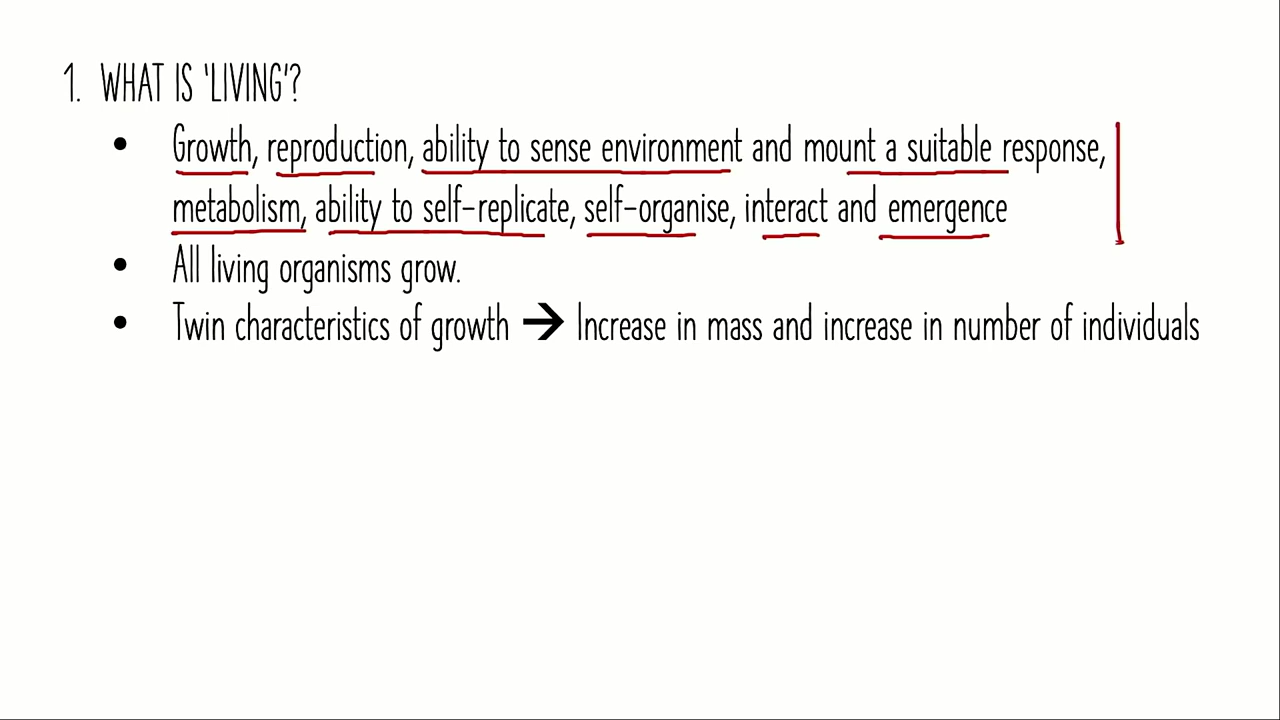 1. WHAT IS ‘LIVING’?
• Growth, reproduction, ability to sense environment and mount a suitable response,
metabolism, ability to self-replicate, self-organise, interact and emergence
• All living organisms grow.
• Twin characteristics of growth → Increase in mass and increase in number of individuals